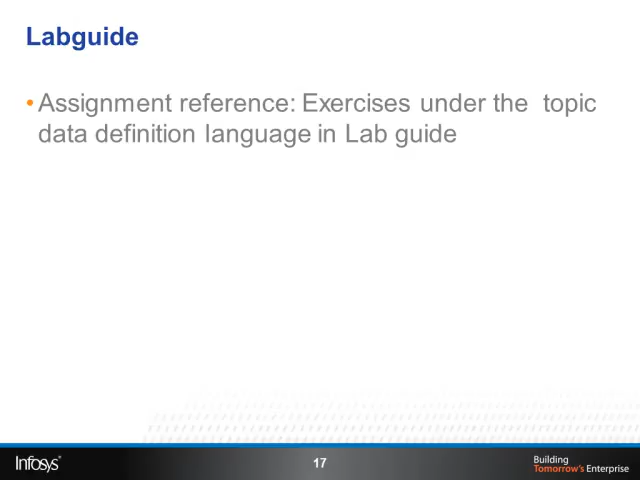 Labguide
• Assignment reference: Exercises under the  topic
data definition language in Lab guide
Infosys®
17
Building
Tomorrow's Enterprise